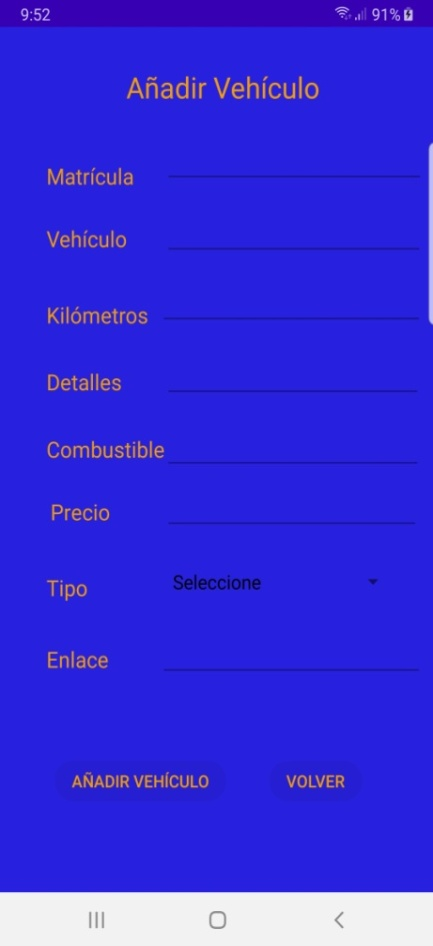 9:52 91%
Añadir Vehículo
Matrícula
Vehículo
Kilómetros
Detalles
Combustible
Precio
Tipo Seleccione
Enlace
AÑADIR VEHÍCULO VOLVER